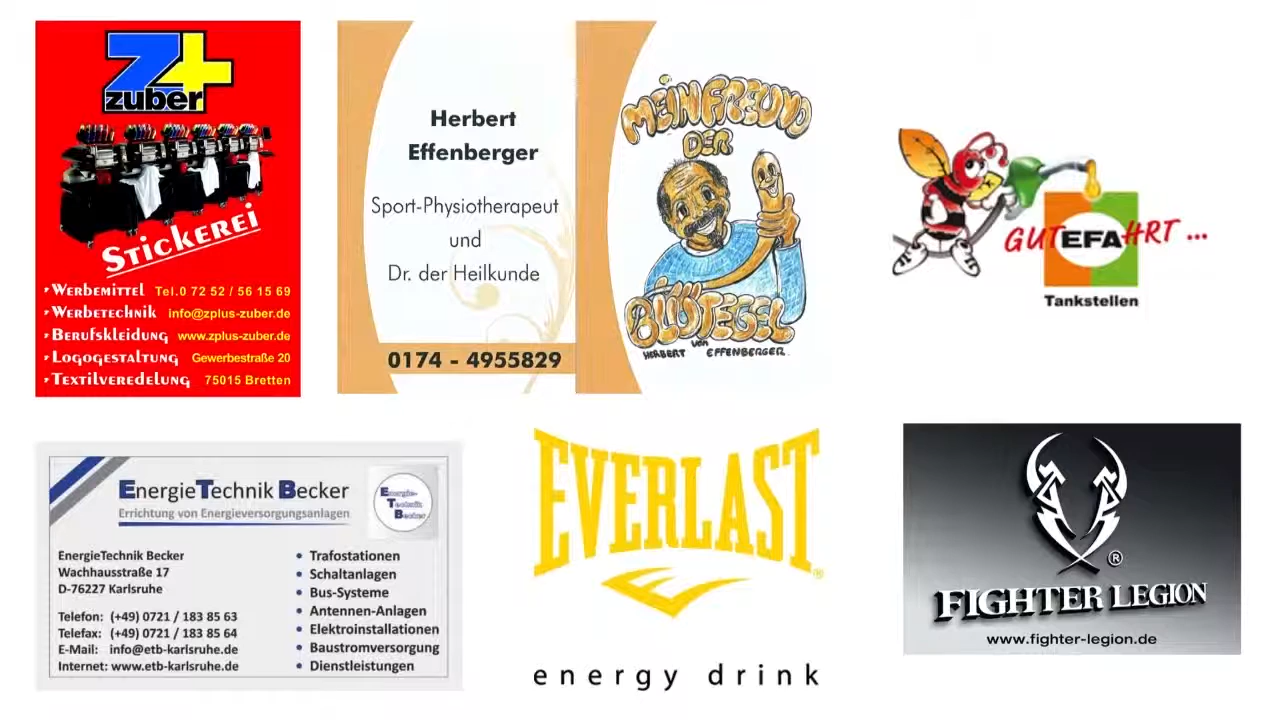 Z+
zuber
STICKEREI
WERBEMITTEL Tel.0 72 52 / 56 15 69
WERBETECHNIK info@zplus-zuber.de
BERUFSKLEIDUNG www.zplus-zuber.de
LOGOGESTALTUNG Gewerbestraße 20
TEXTILVEREDELUNG 75015 Bretten
Herbert
Effenberger
Sport-Physiotherapeut
und
Dr. der Heilkunde
0174 - 4955829
MEIN FREUND
DER
BLUTEGEL
VON
HERBERT EFFENBERGER.
GUT EFA HRT ...
Tankstellen
EnergieTechnik Becker
Errichtung von Energieversorgungsanlagen
Energie-
Technik
Becker
EnergieTechnik Becker
Wachhausstraße 17
D-76227 Karlsruhe
Telefon: (+49) 0721 / 183 85 63
Telefax: (+49) 0721 / 183 85 64
E-Mail: info@etb-karlsruhe.de
Internet: www.etb-karlsruhe.de
• Trafostationen
• Schaltanlagen
• Bus-Systeme
• Antennen-Anlagen
• Elektroinstallationen
• Baustromversorgung
• Dienstleistungen
EVERLAST®
energy drink
®
FIGHTER LEGION
www.fighter-legion.de